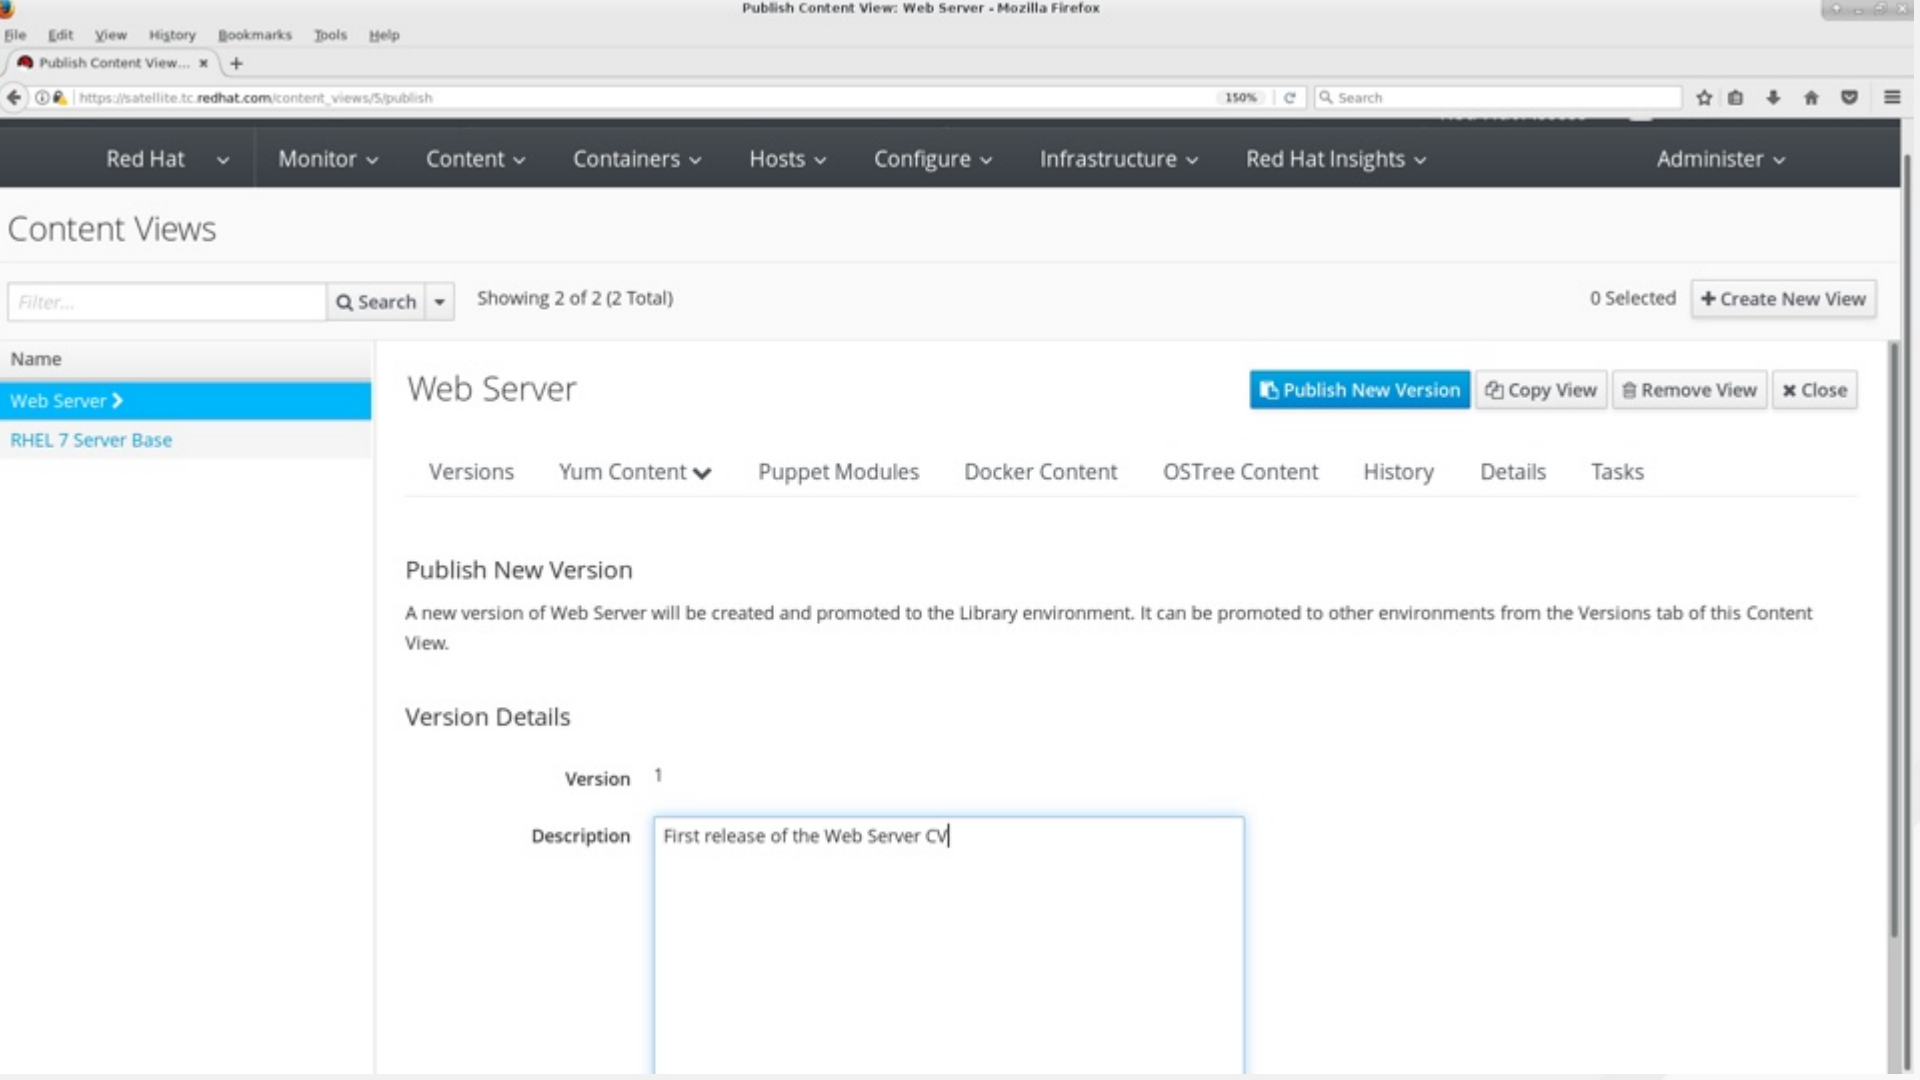 Publish Content View: Web Server - Mozilla Firefox
File Edit View History Bookmarks Tools Help
Publish Content View...
https://satellite.tc.redhat.com/content_views/5/publish 150% Search
Red Hat Monitor Content Containers Hosts Configure Infrastructure Red Hat Insights Administer
Content Views
Filter... Search Showing 2 of 2 (2 Total) 0 Selected + Create New View
Name
Web Server
RHEL 7 Server Base
Web Server Publish New Version Copy View Remove View Close
Versions Yum Content Puppet Modules Docker Content OSTree Content History Details Tasks
Publish New Version
A new version of Web Server will be created and promoted to the Library environment. It can be promoted to other environments from the Versions tab of this Content
View.
Version Details
Version 1
Description First release of the Web Server CV